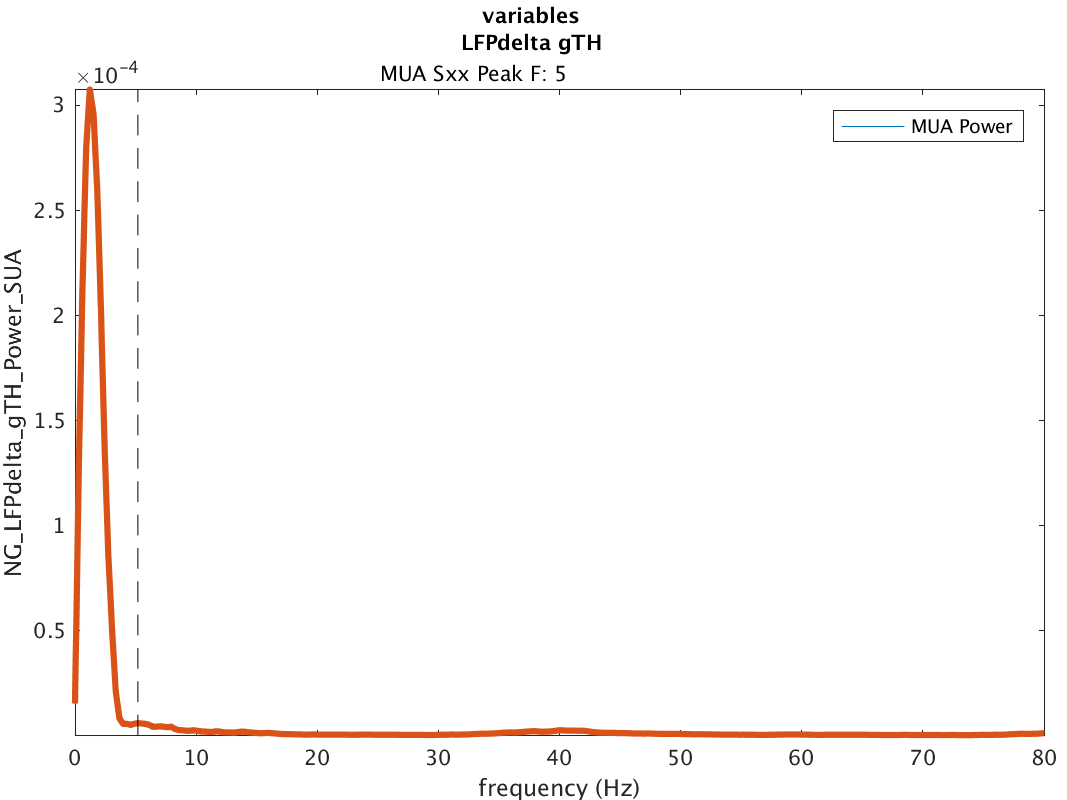 variables
LFPdelta gTH
MUA Sxx Peak F: 5
×10⁻⁴
MUA Power
3
2.5
2
1.5
1
0.5
NG_LFPdelta_gTH_Power_SUA
0 10 20 30 40 50 60 70 80
frequency (Hz)